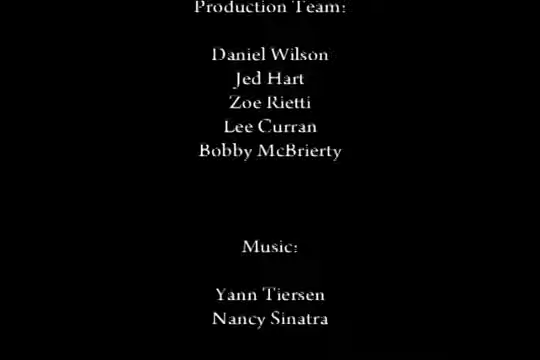 Production Team:
Daniel Wilson
Jed Hart
Zoe Rietti
Lee Curran
Bobby McBrierty
Music:
Yann Tiersen
Nancy Sinatra